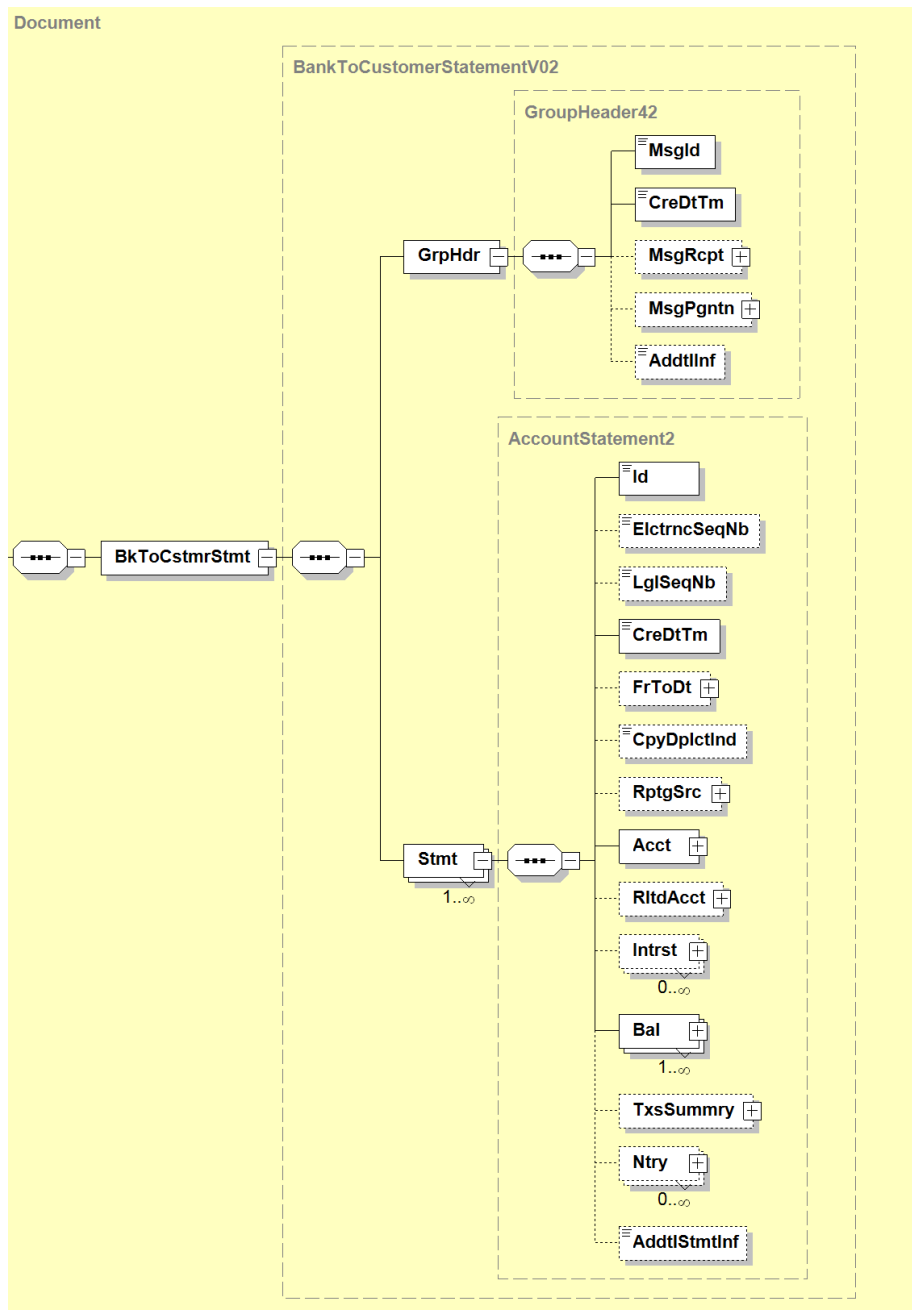 Document
BankToCustomerStatementV02
GroupHeader42
MsgId
CreDtTm
GrpHdr
MsgRcpt
MsgPgntn
AddtlInf
AccountStatement2
Id
ElctrncSeqNb
BkToCstmrStmt
LglSeqNb
CreDtTm
FrToDt
CpyDplctInd
RptgSrc
Stmt
1..∞
Acct
RltdAcct
Intrst
0..∞
Bal
1..∞
TxsSummry
Ntry
0..∞
AddtlStmtInf